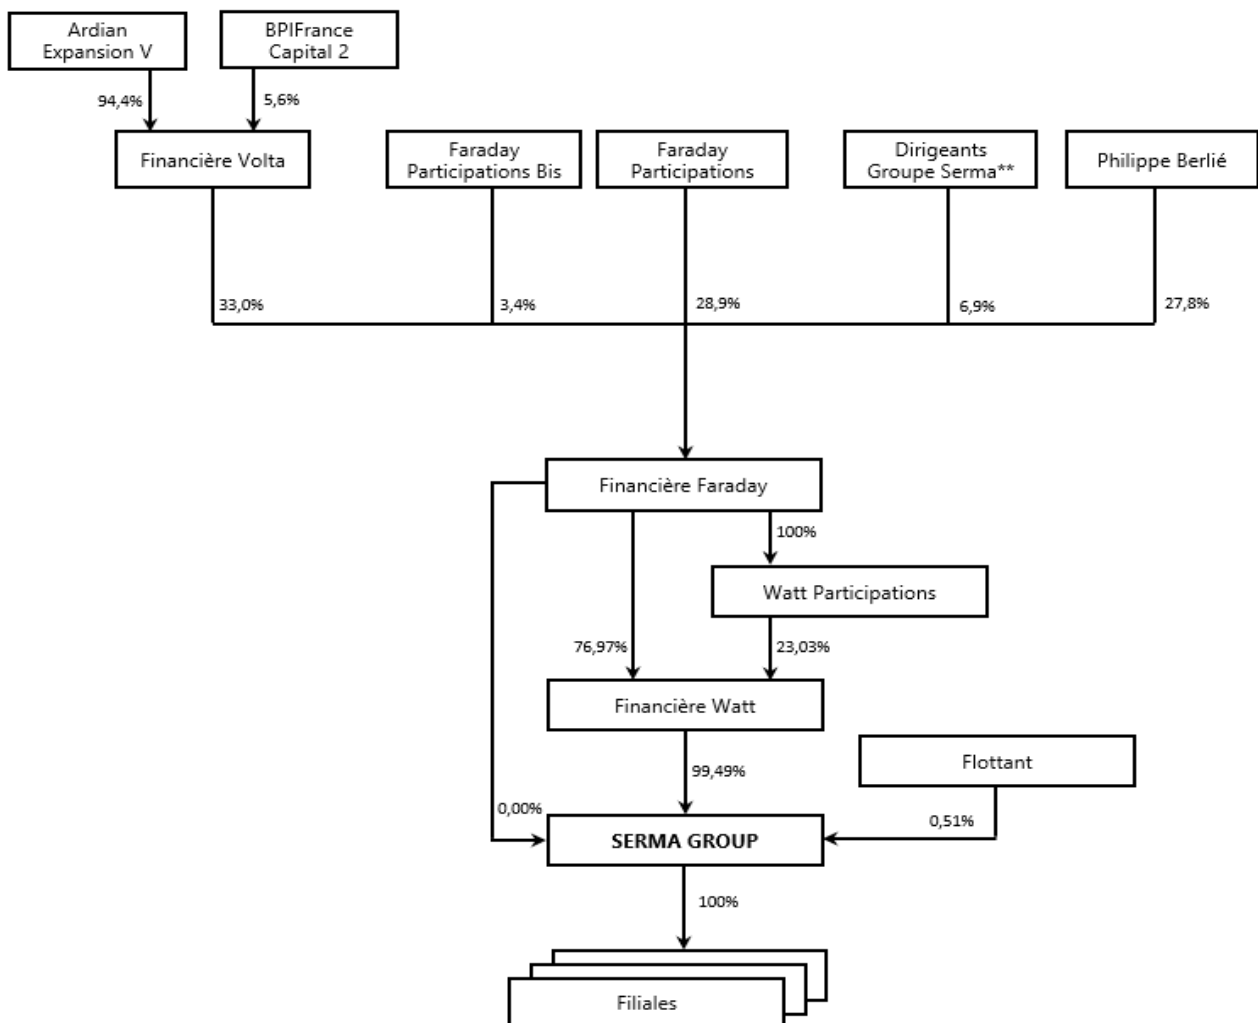 Ardian
Expansion V
BPIFrance
Capital 2
94,4%
5,6%
Financière Volta
Faraday
Participations Bis
Faraday
Participations
Dirigeants
Groupe Serma**
Philippe Berlié
33,0%
3,4%
28,9%
6,9%
27,8%
Financière Faraday
100%
Watt Participations
76,97%
23,03%
Financière Watt
Flottant
99,49%
0,00%
0,51%
SERMA GROUP
100%
Filiales